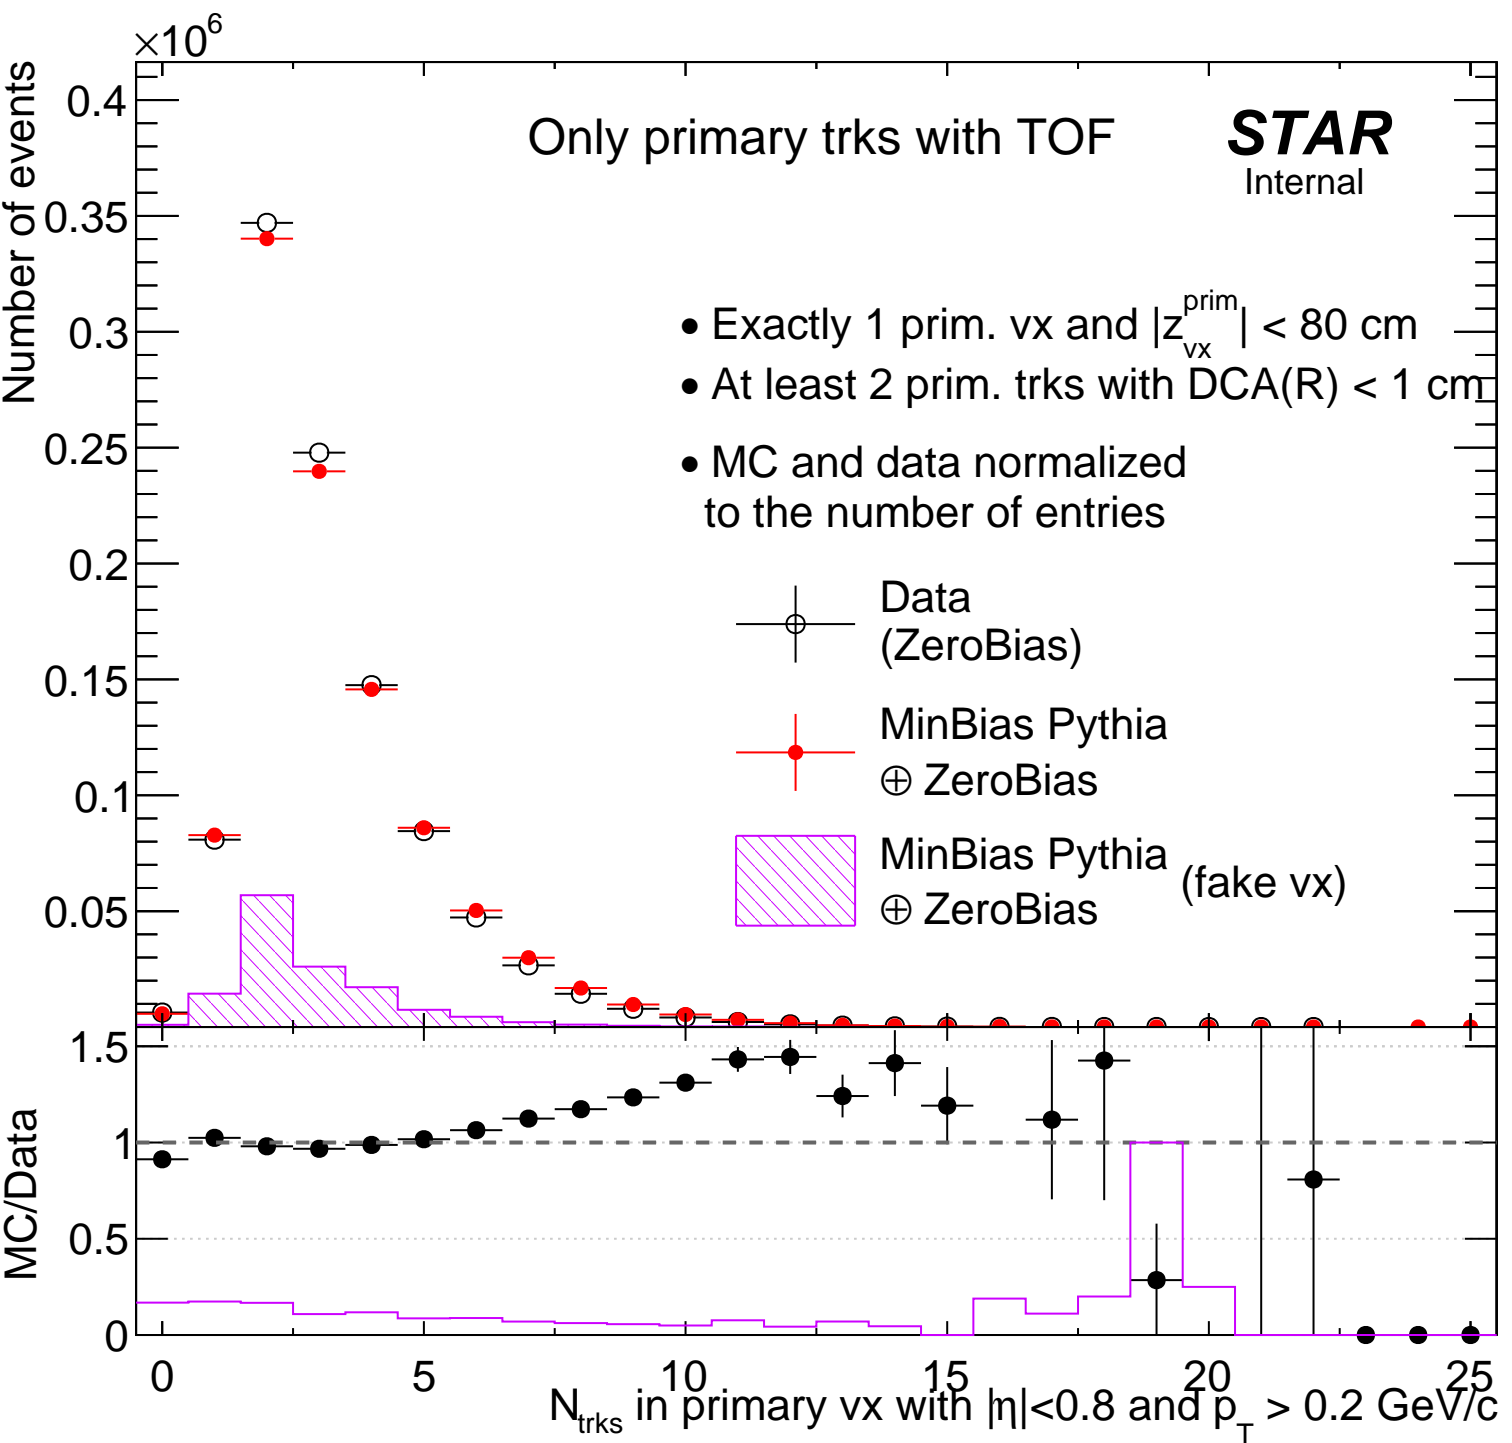 ×10⁶
Number of events
0.4
0.35
0.3
0.25
0.2
0.15
0.1
0.05
Only primary trks with TOF
STAR
Internal
• Exactly 1 prim. vx and |z_vx^prim| < 80 cm
• At least 2 prim. trks with DCA(R) < 1 cm
• MC and data normalized
to the number of entries
Data
(ZeroBias)
MinBias Pythia
⊕ ZeroBias
MinBias Pythia
⊕ ZeroBias
(fake vx)
MC/Data
1.5
1
0.5
0
0 5 10 15 20 25
N_trks in primary vx with |η|<0.8 and p_T > 0.2 GeV/c